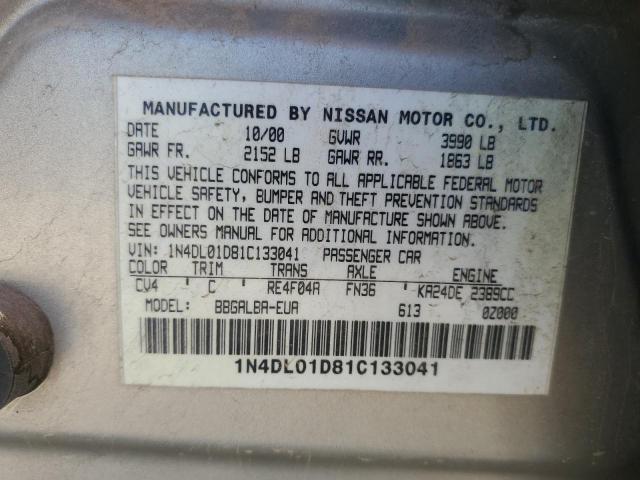 MANUFACTURED BY NISSAN MOTOR CO., LTD.
DATE 10/00 GVWR 3990 LB
GAWR FR. 2152 LB GAWR RR. 1863 LB
THIS VEHICLE CONFORMS TO ALL APPLICABLE FEDERAL MOTOR
VEHICLE SAFETY, BUMPER AND THEFT PREVENTION STANDARDS
IN EFFECT ON THE DATE OF MANUFACTURE SHOWN ABOVE.
SEE OWNERS MANUAL FOR ADDITIONAL INFORMATION.
VIN: 1N4DL01D81C133041 PASSENGER CAR
COLOR TRIM TRANS AXLE ENGINE
CV4 C RE4F04A FN36 KA24DE 2389CC
MODEL: BBGALBA-EUA 613 0Z000
1N4DL01D81C133041